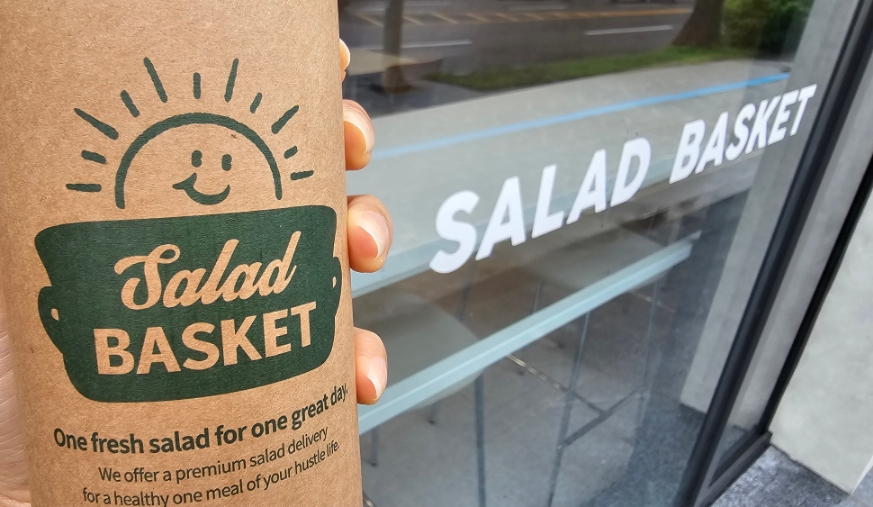 Salad
BASKET
One fresh salad for one great day.
We offer a premium salad delivery
for a healthy one meal of your hustle life.
SALAD BASKET